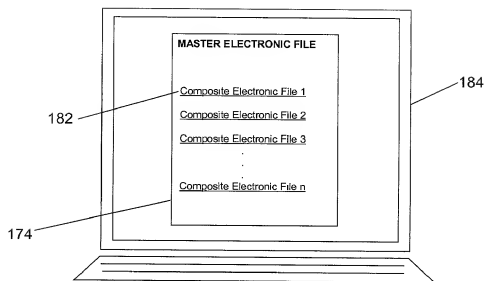 MASTER ELECTRONIC FILE
Composite Electronic File 1
184
182
Composite Electronic File 2
Composite Electronic File 3
.
.
.
Composite Electronic File n
174